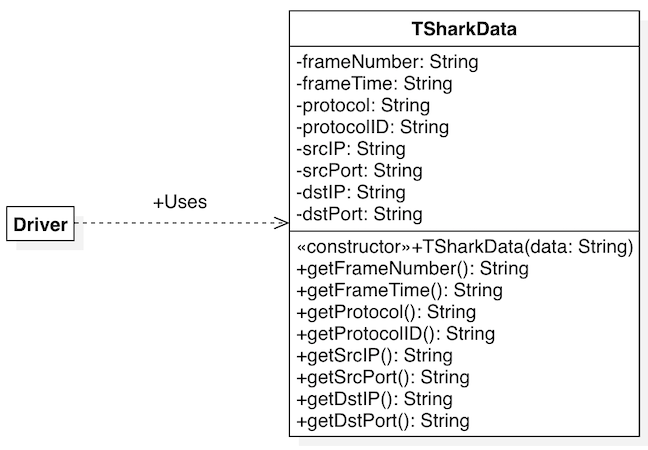 TSharkData
-frameNumber: String
-frameTime: String
-protocol: String
-protocolID: String
-srcIP: String
-srcPort: String
-dstIP: String
-dstPort: String
+Uses
Driver
«constructor»+TSharkData(data: String)
+getFrameNumber(): String
+getFrameTime(): String
+getProtocol(): String
+getProtocolID(): String
+getSrcIP(): String
+getSrcPort(): String
+getDstIP(): String
+getDstPort(): String